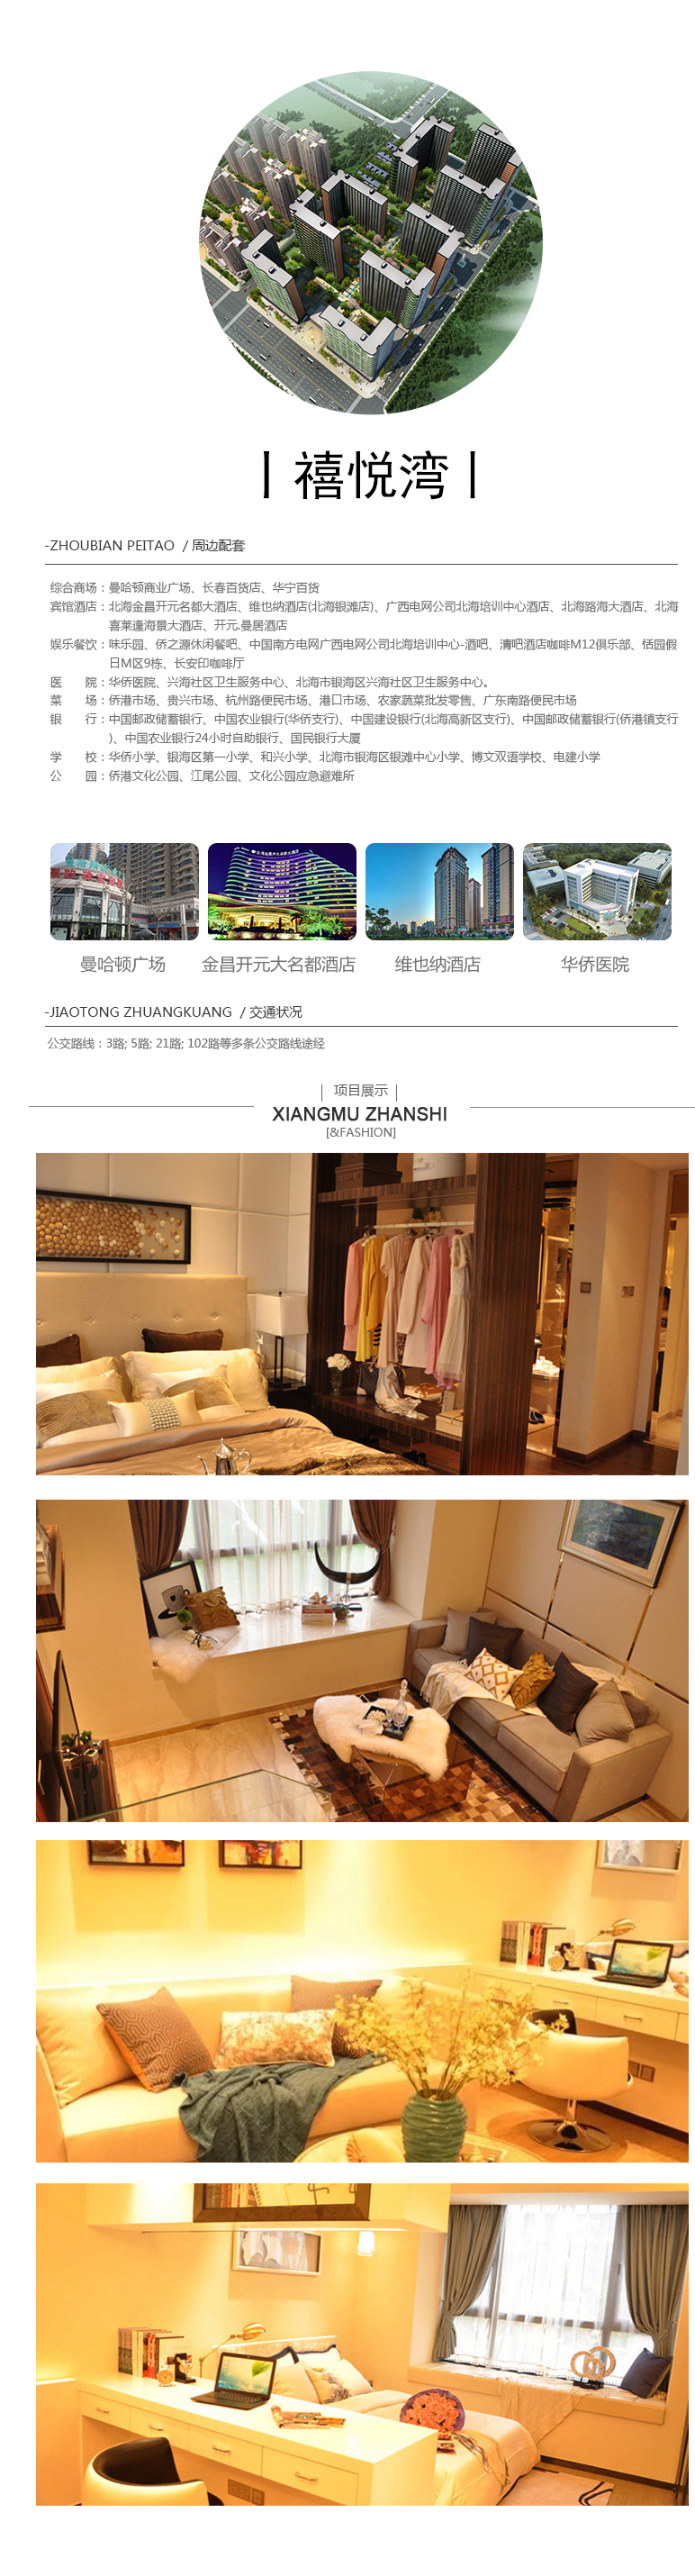 丨禧悦湾丨
-ZHOUBIAN PEITAO / 周边配套
综合商场：曼哈顿商业广场、长春百货店、华宁百货
宾馆酒店：北海金昌开元名都大酒店、维也纳酒店(北海银滩店)、广西电网公司北海培训中心酒店、北海路海大酒店、北海
喜莱逢海景大酒店、开元.曼居酒店
娱乐餐饮：味乐园、侨之源休闲餐吧、中国南方电网广西电网公司北海培训中心-酒吧、清吧酒店咖啡M12俱乐部、恬园假
日M区9栋、长安印咖啡厅
医　　院：华侨医院、兴海社区卫生服务中心、北海市银海区兴海社区卫生服务中心。
菜　　场：侨港市场、贵兴市场、杭州路便民市场、港口市场、农家蔬菜批发零售、广东南路便民市场
银　　行：中国邮政储蓄银行、中国农业银行(华侨支行)、中国建设银行(北海高新区支行)、中国邮政储蓄银行(侨港镇支行
)、中国农业银行24小时自助银行、国民银行大厦
学　　校：华侨小学、银海区第一小学、和兴小学、北海市银海区银滩中心小学、博文双语学校、电建小学
公　　园：侨港文化公园、江尾公园、文化公园应急避难所
曼哈顿广场
金昌开元大名都酒店
维也纳酒店
华侨医院
-JIAOTONG ZHUANGKUANG / 交通状况
公交路线：3路; 5路; 21路; 102路等多条公交路线途经
| 项目展示 |
XIANGMU ZHANSHI
[&FASHION]